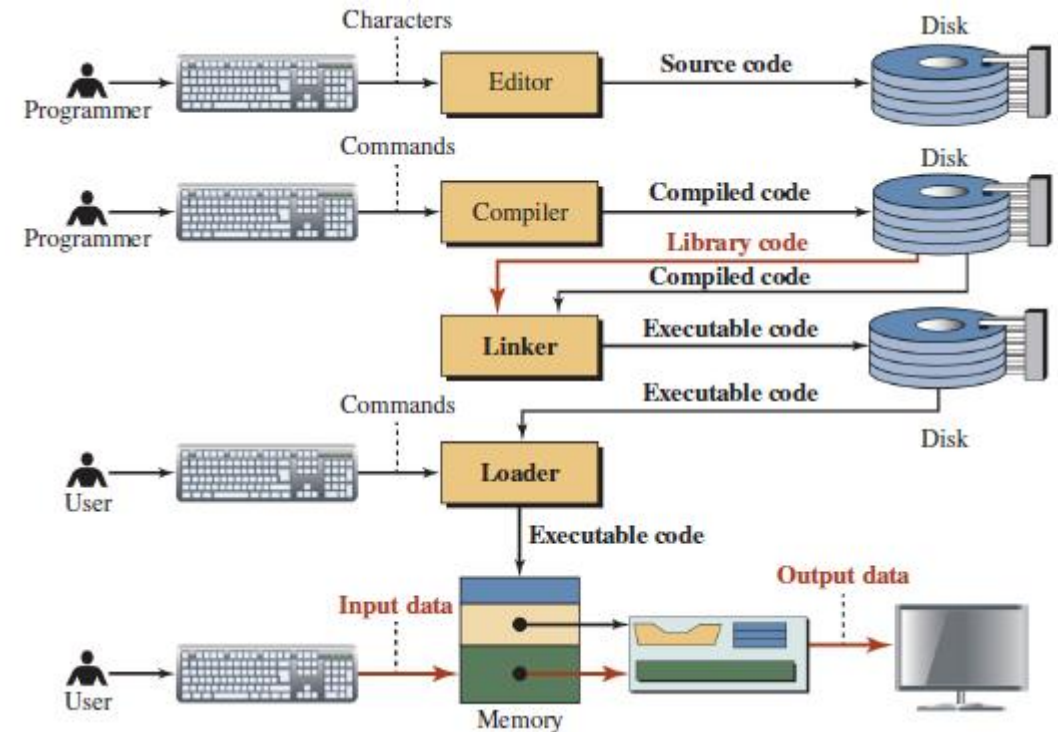 Characters
Disk
Programmer
Editor
Source code
Commands
Disk
Programmer
Compiler
Compiled code
Library code
Compiled code
Linker
Executable code
Executable code
Disk
Commands
User
Loader
Executable code
Input data
Output data
User
Memory